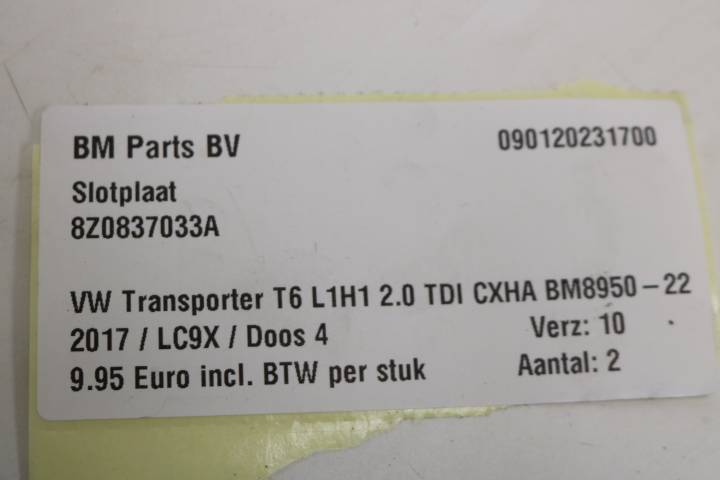 BM Parts BV 090120231700
Slotplaat
8Z0837033A
VW Transporter T6 L1H1 2.0 TDI CXHA BM8950-22
2017 / LC9X / Doos 4 Verz: 10
9.95 Euro incl. BTW per stuk Aantal: 2